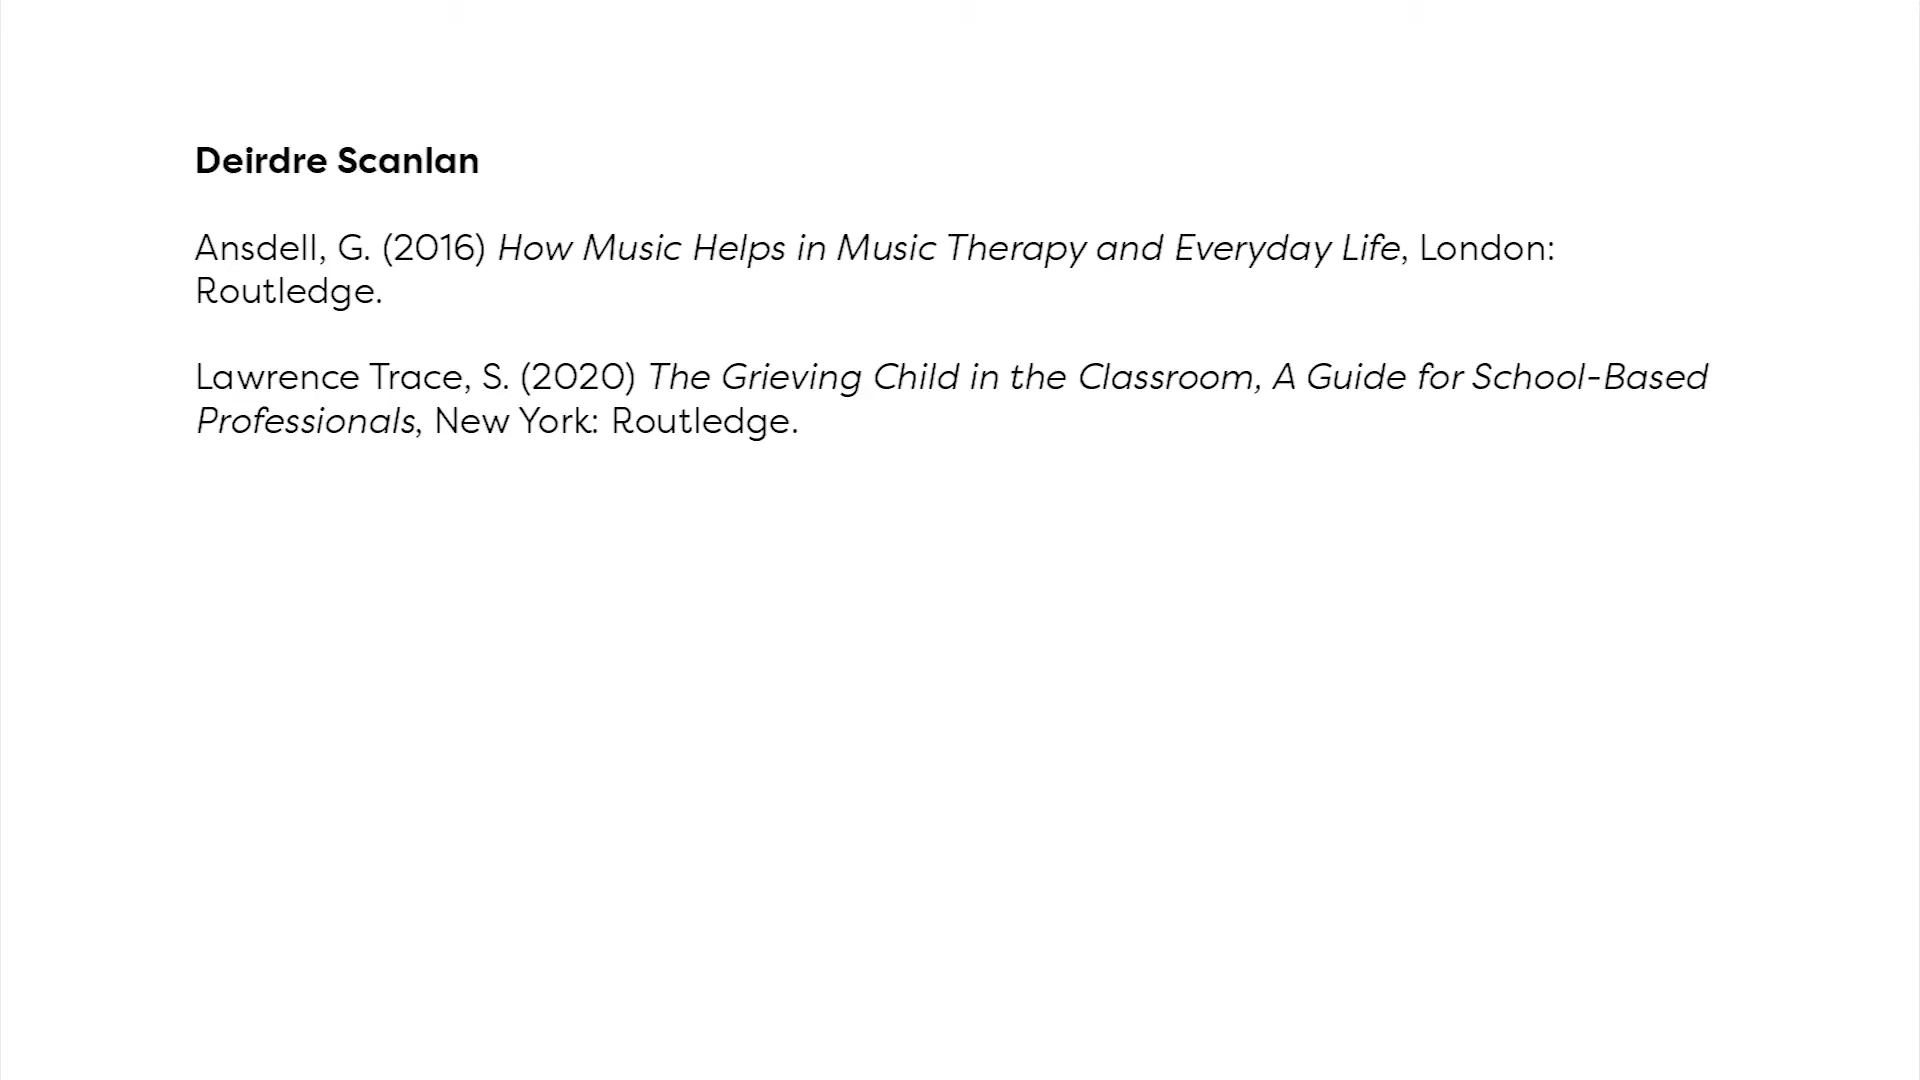 Deirdre Scanlan
Ansdell, G. (2016) How Music Helps in Music Therapy and Everyday Life, London:
Routledge.
Lawrence Trace, S. (2020) The Grieving Child in the Classroom, A Guide for School-Based
Professionals, New York: Routledge.